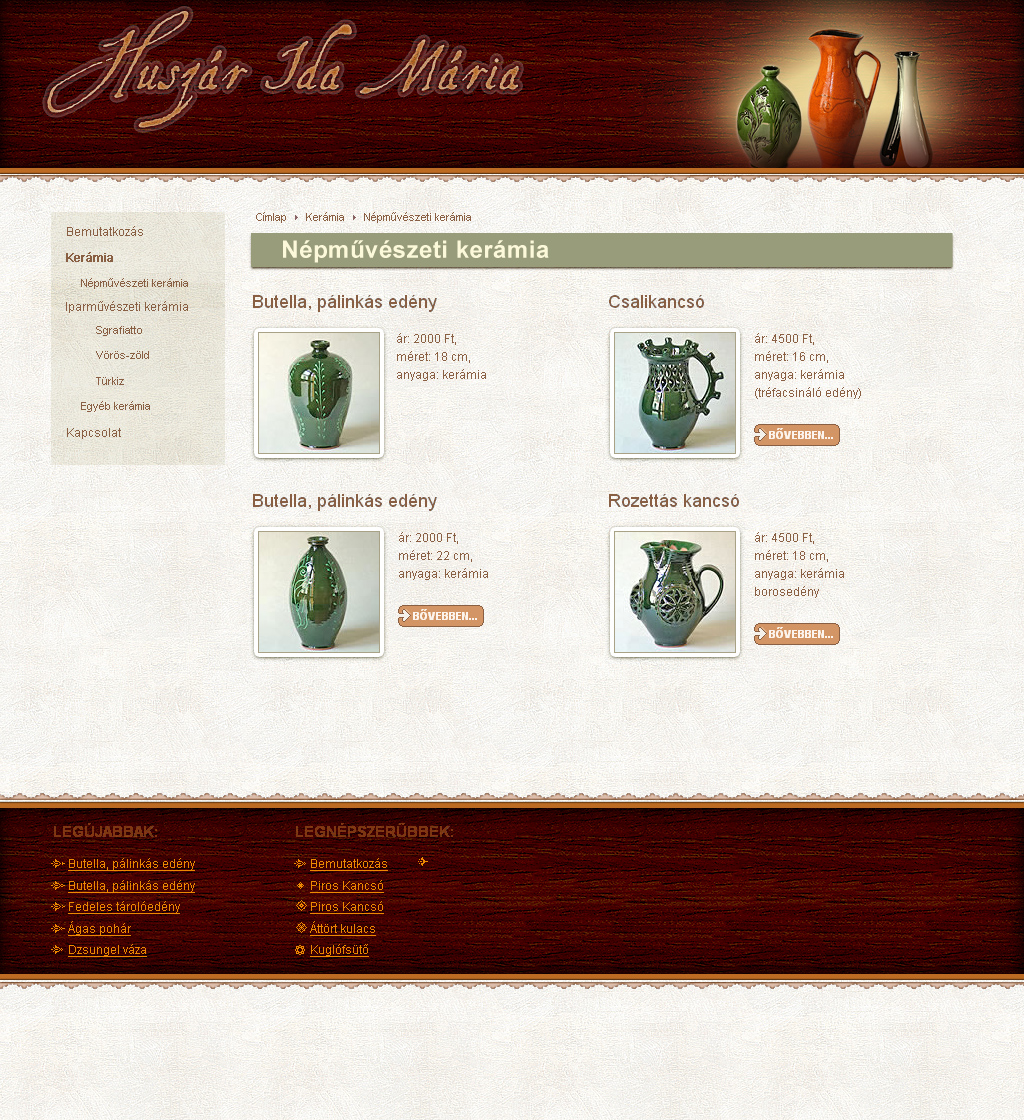 Huszár Ida Mária
Címlap Kerámia Népművészeti kerámia
Bemutatkozás
Kerámia
Népművészeti kerámia
Iparművészeti kerámia
Sgrafiatto
Vörös-zöld
Türkiz
Egyéb kerámia
Kapcsolat
Népművészeti kerámia
Butella, pálinkás edény
ár: 2000 Ft,
méret: 18 cm,
anyaga: kerámia
Csalikancsó
ár: 4500 Ft,
méret: 16 cm,
anyaga: kerámia
(tréfacsináló edény)
BŐVEBBEN...
Butella, pálinkás edény
ár: 2000 Ft,
méret: 22 cm,
anyaga: kerámia
BŐVEBBEN...
Rozettás kancsó
ár: 4500 Ft,
méret: 18 cm,
anyaga: kerámia
borosedény
BŐVEBBEN...
LEGÚJABBAK:
Butella, pálinkás edény
Butella, pálinkás edény
Fedeles tárolóedény
Ágas pohár
Dzsungel váza
LEGNÉPSZERŰBBEK:
Bemutatkozás
Piros Kancsó
Piros Kancsó
Áttört kulacs
Kuglófsütő